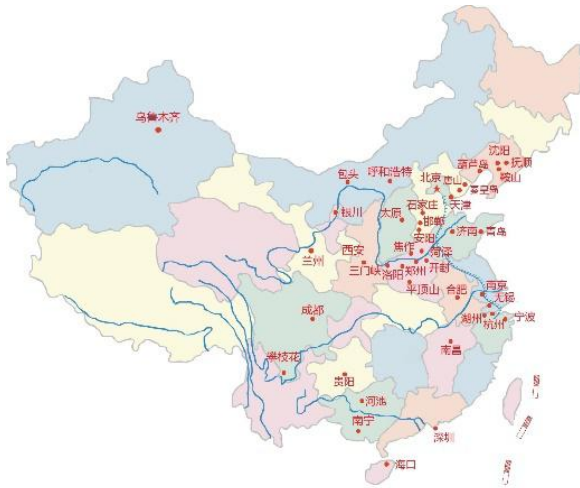 乌鲁木齐
沈阳
葫芦岛
抚顺
鞍山
包头
呼和浩特
北京
唐山
秦皇岛
天津
银川
石家庄
太原
邯郸
安阳
济南
青岛
兰州
西安
焦作
菏泽
三门峡
洛阳
郑州
开封
平顶山
合肥
南京
无锡
湖州
杭州
宁波
成都
攀枝花
南昌
贵阳
河池
南宁
深圳
海口